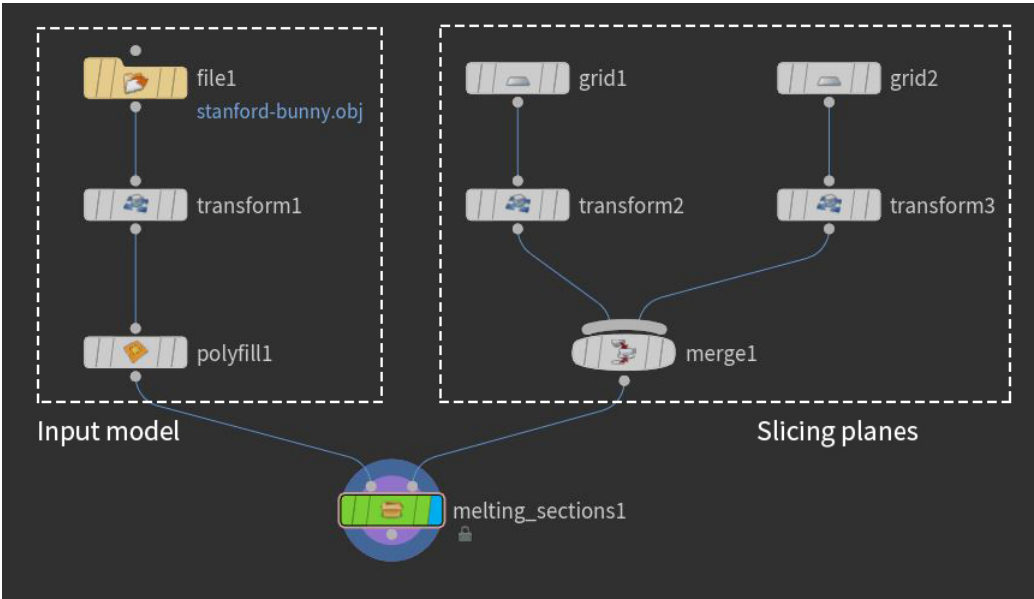 file1
stanford-bunny.obj
transform1
polyfill1
Input model
grid1
grid2
transform2
transform3
merge1
Slicing planes
melting_sections1